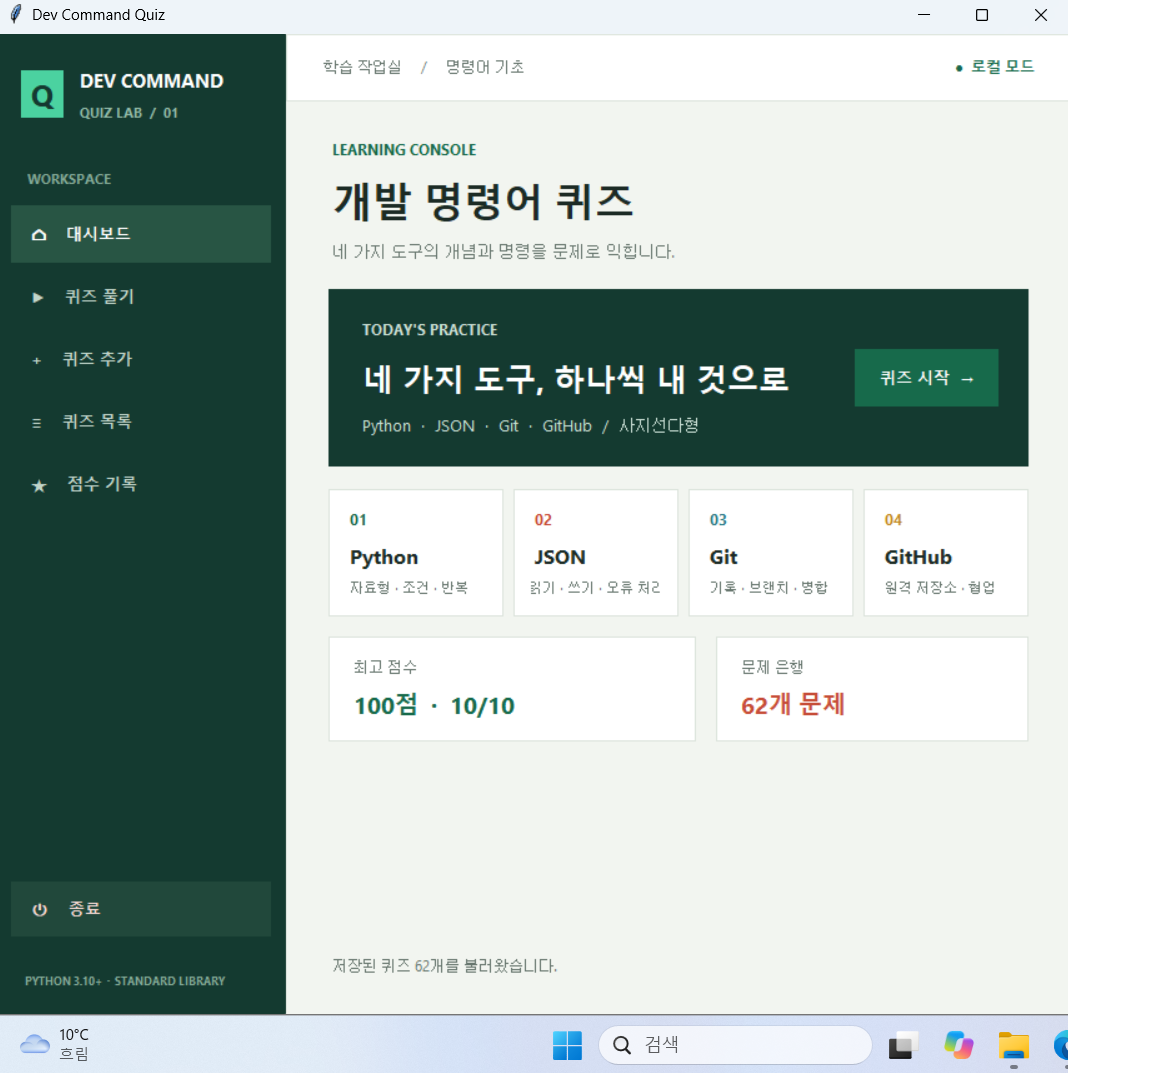 Dev Command Quiz
Q
DEV COMMAND
QUIZ LAB / 01
WORKSPACE
대시보드
퀴즈 풀기
+ 퀴즈 추가
퀴즈 목록
★ 점수 기록
종료
PYTHON 3.10+ · STANDARD LIBRARY
학습 작업실 / 명령어 기초
● 로컬 모드
LEARNING CONSOLE
개발 명령어 퀴즈
네 가지 도구의 개념과 명령을 문제로 익힙니다.
TODAY'S PRACTICE
네 가지 도구, 하나씩 내 것으로
Python · JSON · Git · GitHub / 사지선다형
퀴즈 시작 →
01
Python
자료형 · 조건 · 반복
02
JSON
읽기 · 쓰기 · 오류 처리
03
Git
기록 · 브랜치 · 병합
04
GitHub
원격 저장소 · 협업
최고 점수
100점 · 10/10
문제 은행
62개 문제
저장된 퀴즈 62개를 불러왔습니다.
10°C
흐림
검색